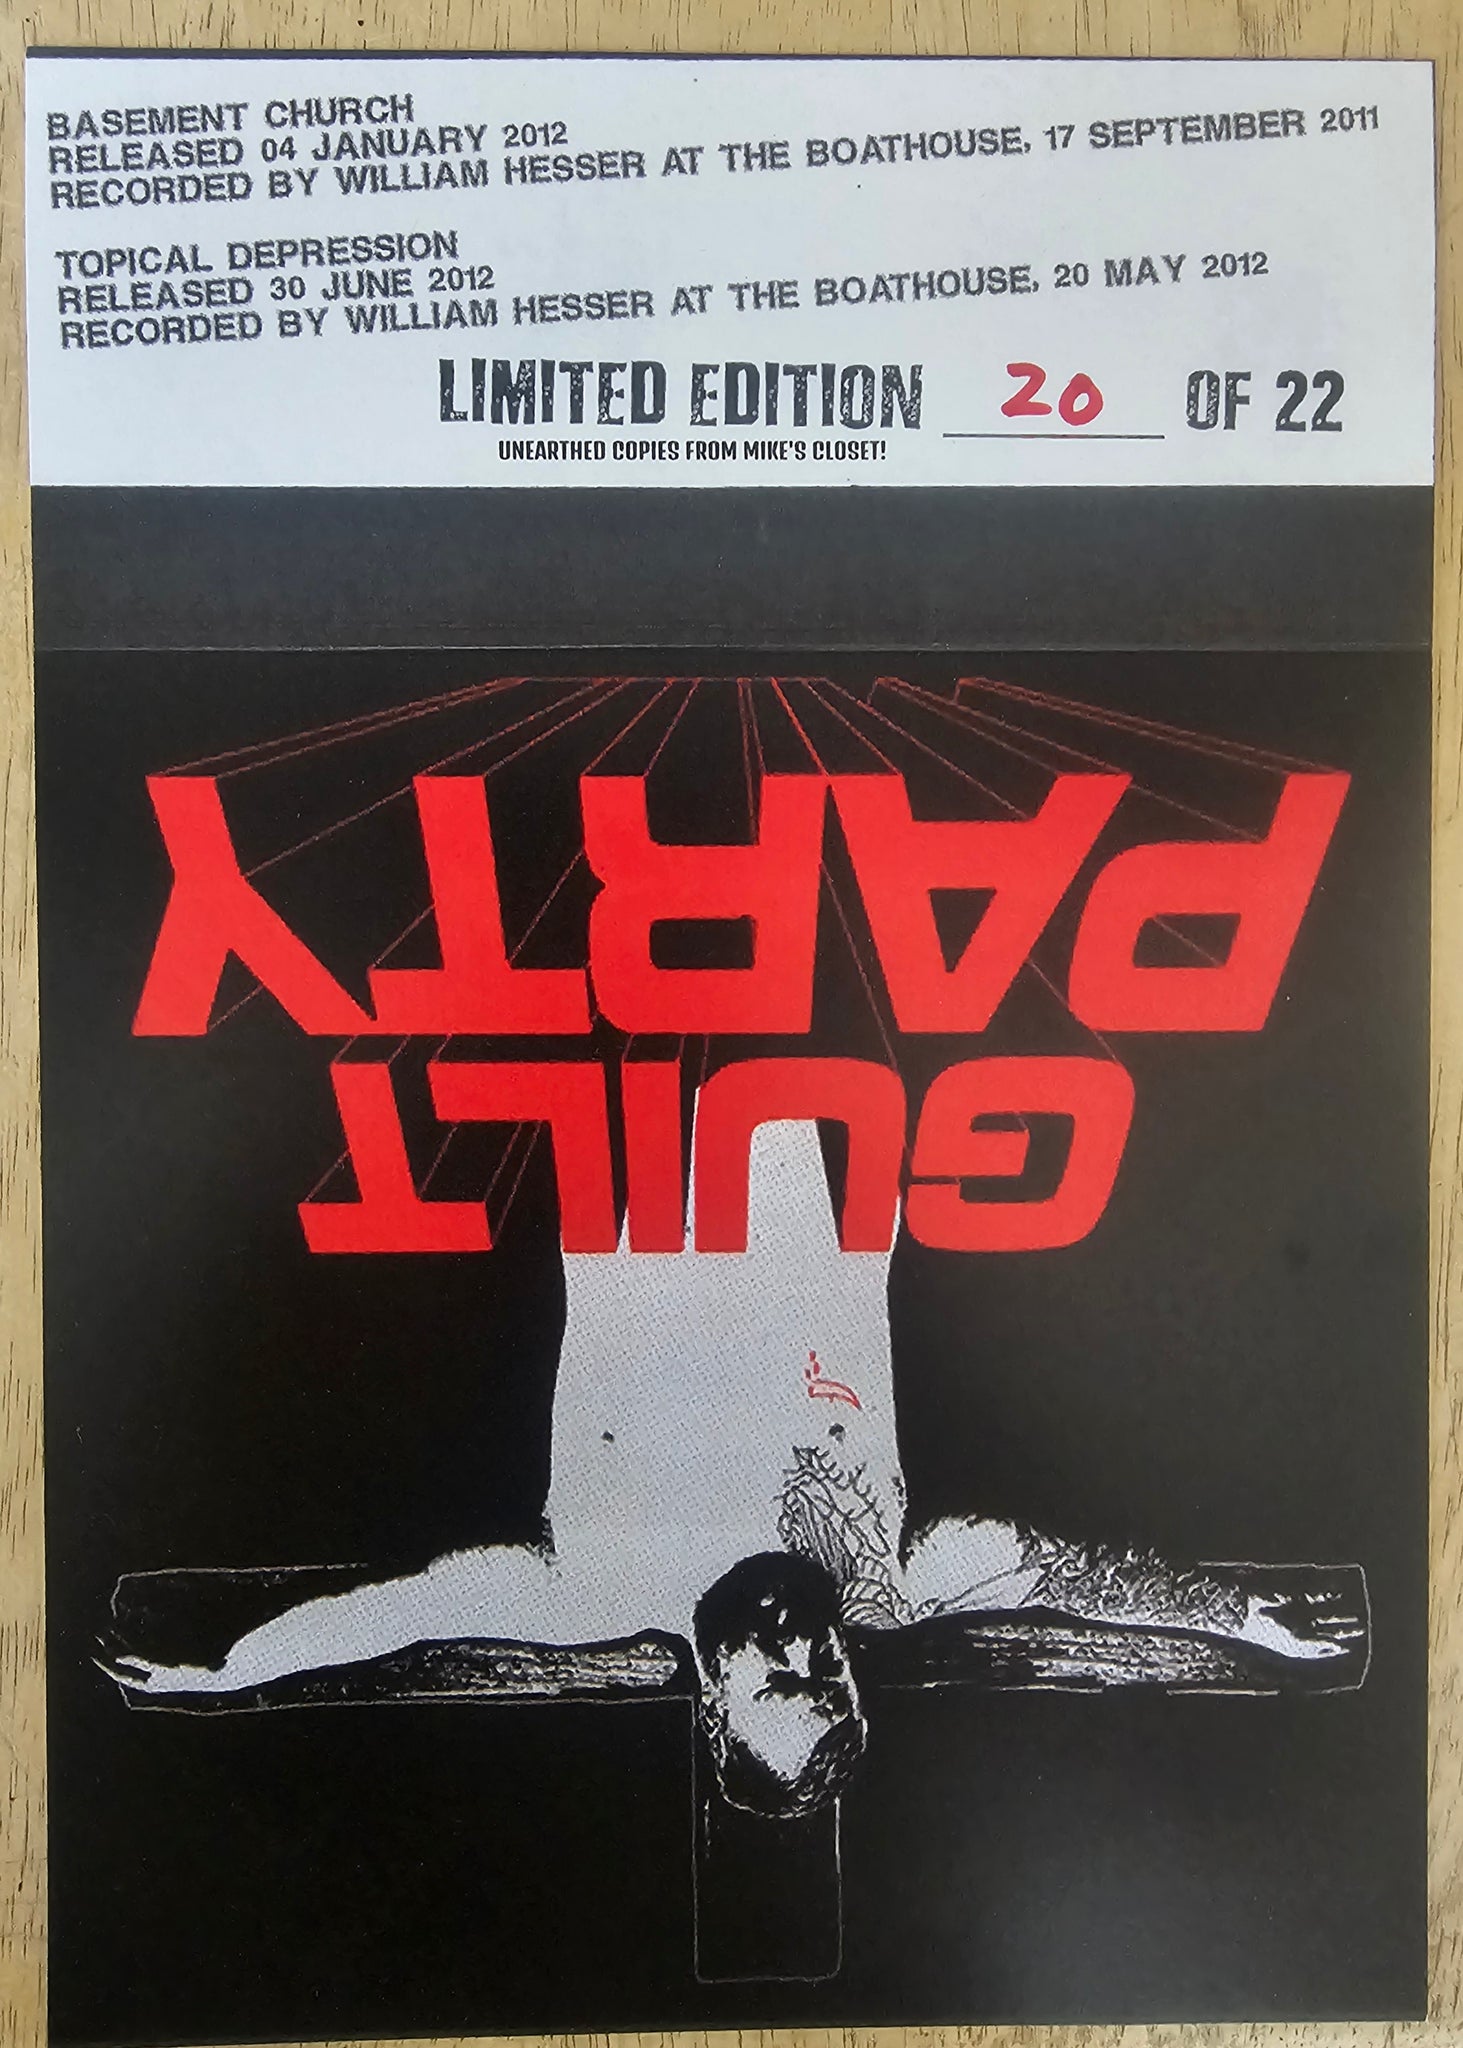 BASEMENT CHURCH
RELEASED 04 JANUARY 2012
RECORDED BY WILLIAM HESSER AT THE BOATHOUSE, 17 SEPTEMBER 2011
TOPICAL DEPRESSION
RELEASED 30 JUNE 2012
RECORDED BY WILLIAM HESSER AT THE BOATHOUSE, 20 MAY 2012
LIMITED EDITION 20 OF 22
UNEARTHED COPIES FROM MIKE'S CLOSET!
GUILT
PARTY